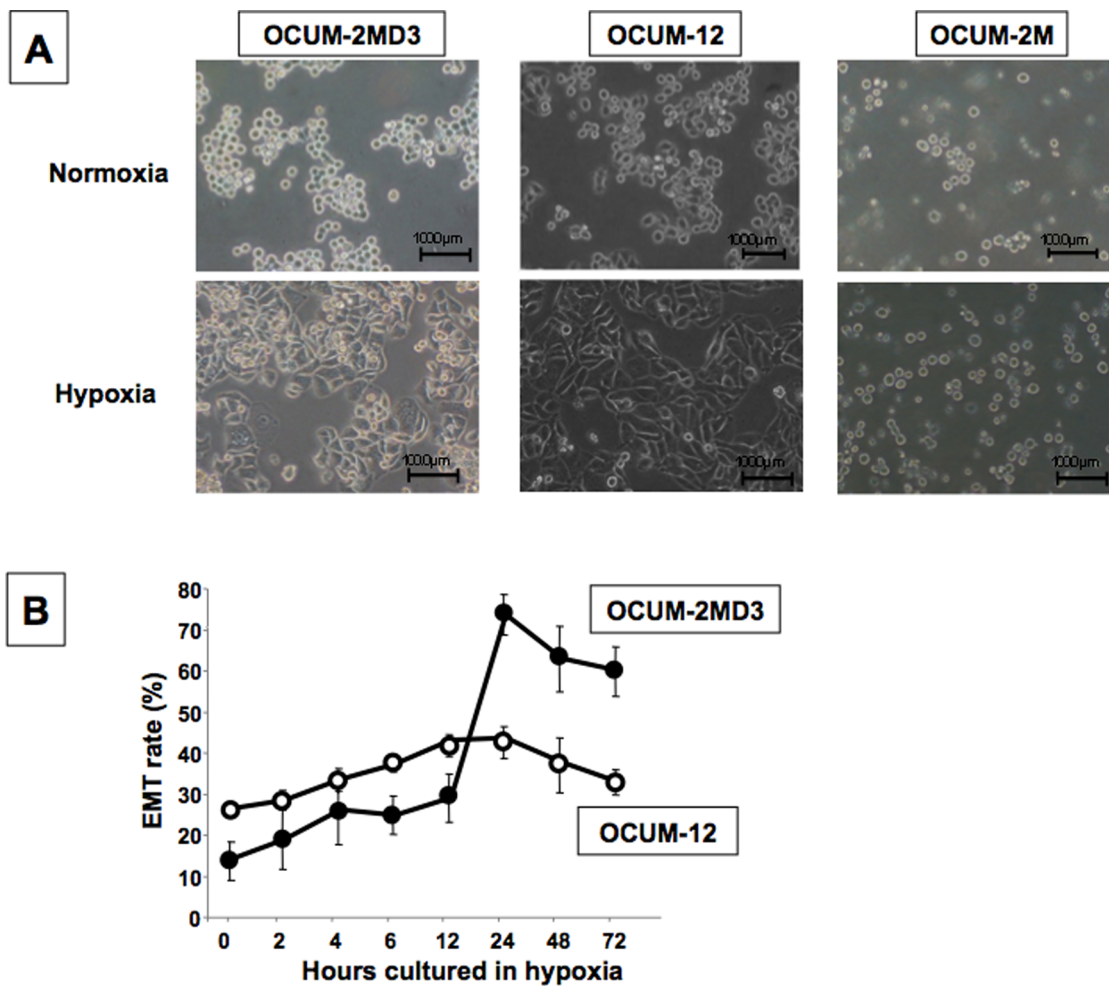 A
OCUM-2MD3
OCUM-12
OCUM-2M
Normoxia
1000µm
1000µm
100.0µm
Hypoxia
100.0µm
1000µm
1000µm
B
80
70
60
50
40
30
20
10
0
EMT rate (%)
OCUM-2MD3
OCUM-12
0 2 4 6 12 24 48 72
Hours cultured in hypoxia